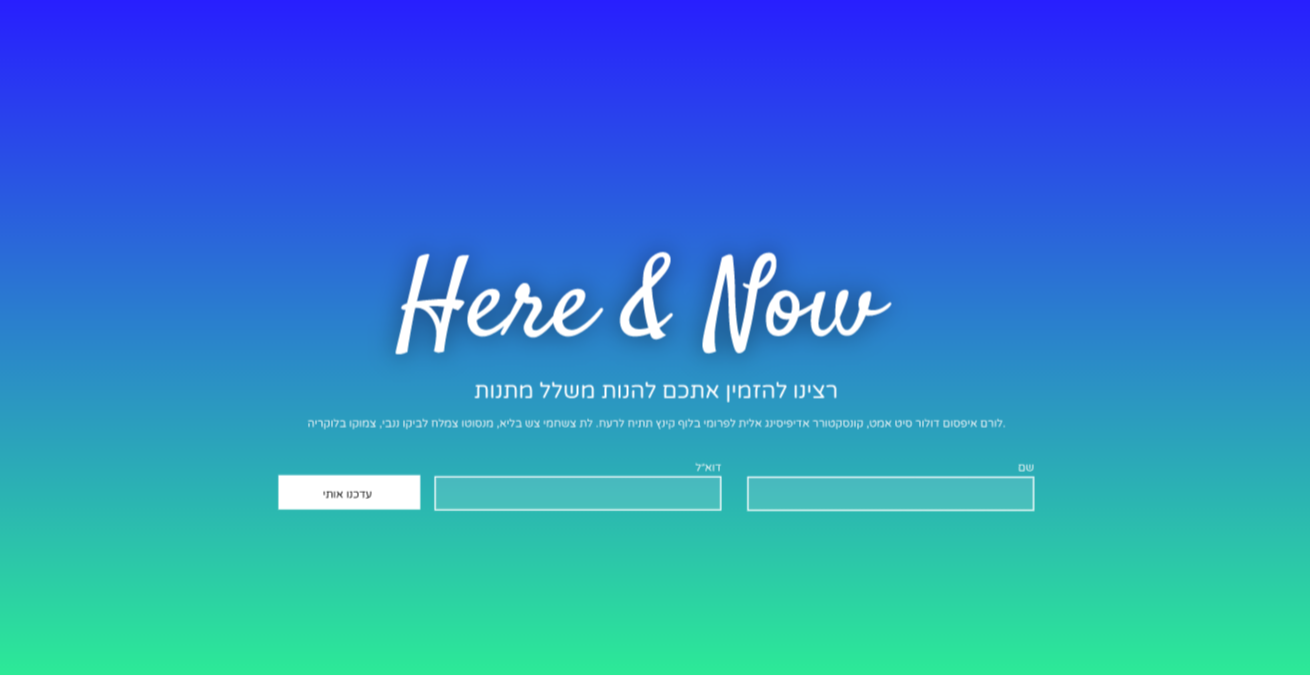 Here & Now
רצינו להזמין אתכם להנות משלל מתנות
לורם איפסום דולור סיט אמט, קונסקטורר אדיפיסינג אלית לפרומי בלוף קינץ תתיח לרעח. לת צשחמי צש בליא, מנסוטו צמלח לביקו ננבי, צמוקו בלוקריה.
שם
דוא״ל
עדכנו אותי